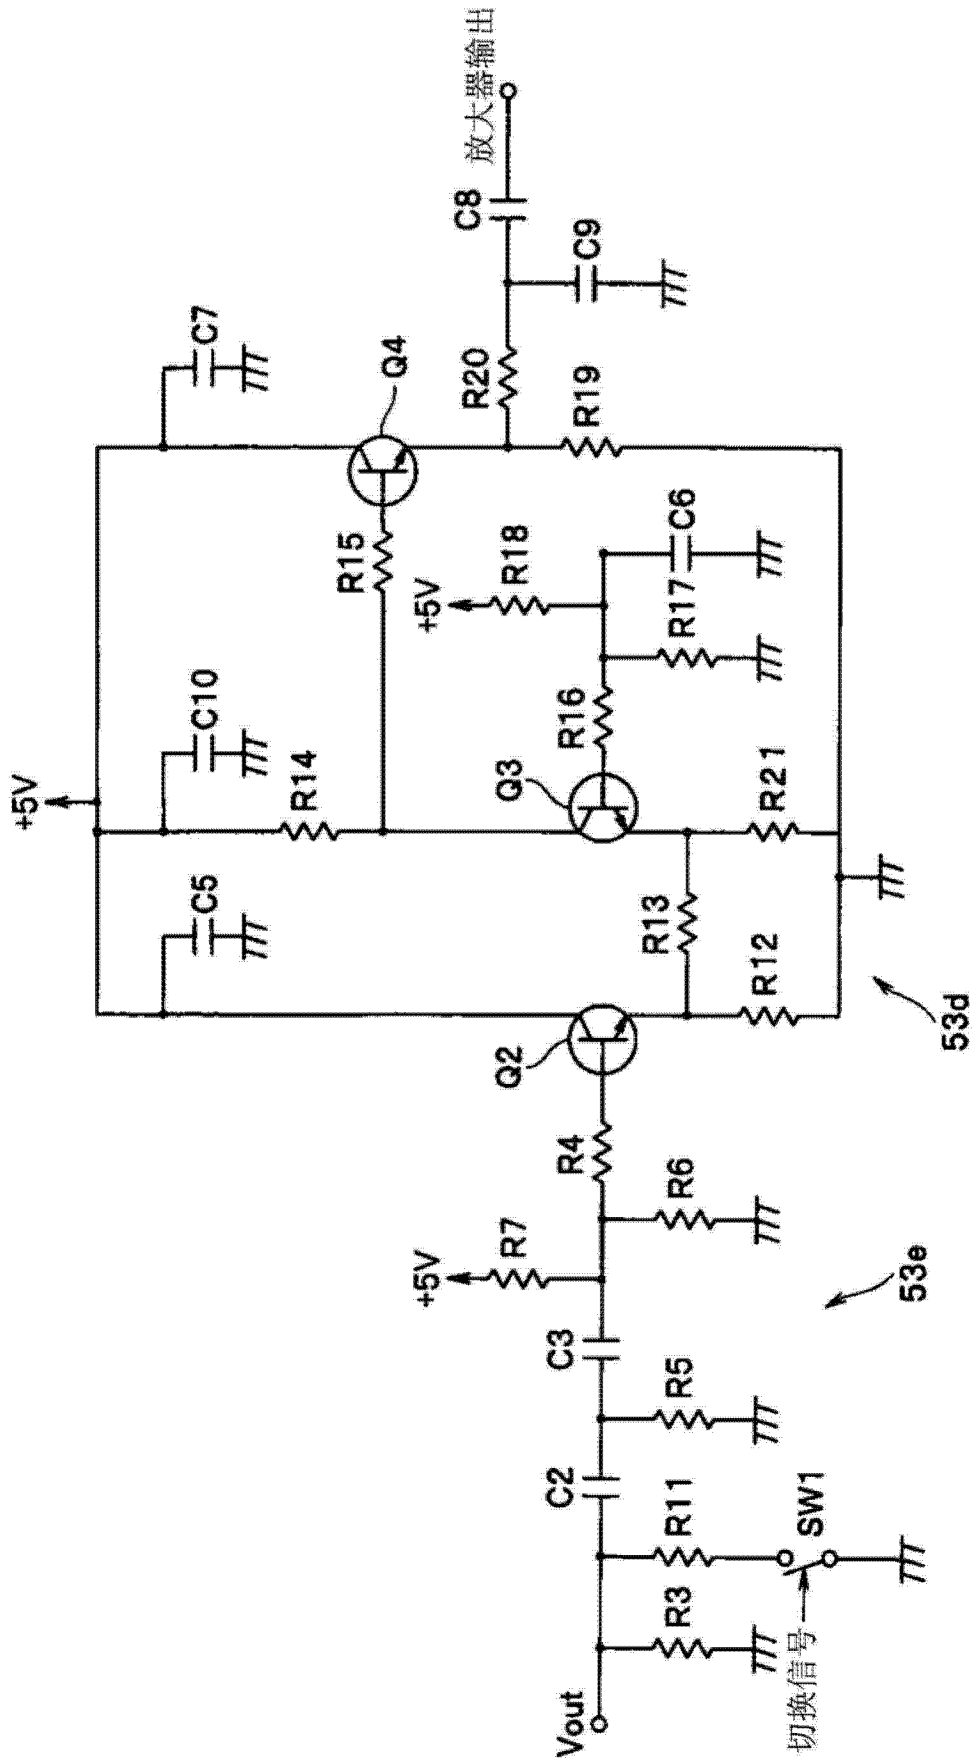 +5V
C5
C10
C7
R14
R15
Q4
+5V
R18
R20
C8
放大器输出
C9
R19
Q2
Q3
R16
R17
C6
R13
R12
R21
53d
Vout
R3
R11
C2
R5
C3
+5V
R7
R4
R6
SW1
切换信号
53e